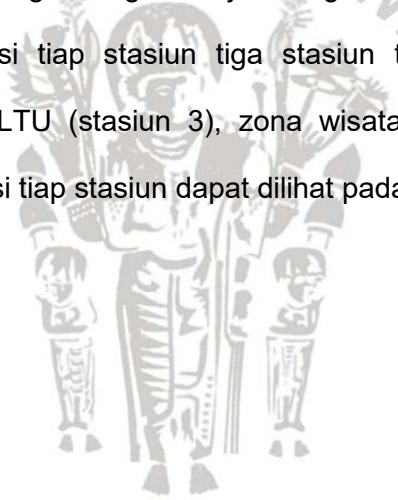 si tiap stasiun tiga stasiun t
LTU (stasiun 3), zona wisata
si tiap stasiun dapat dilihat pada